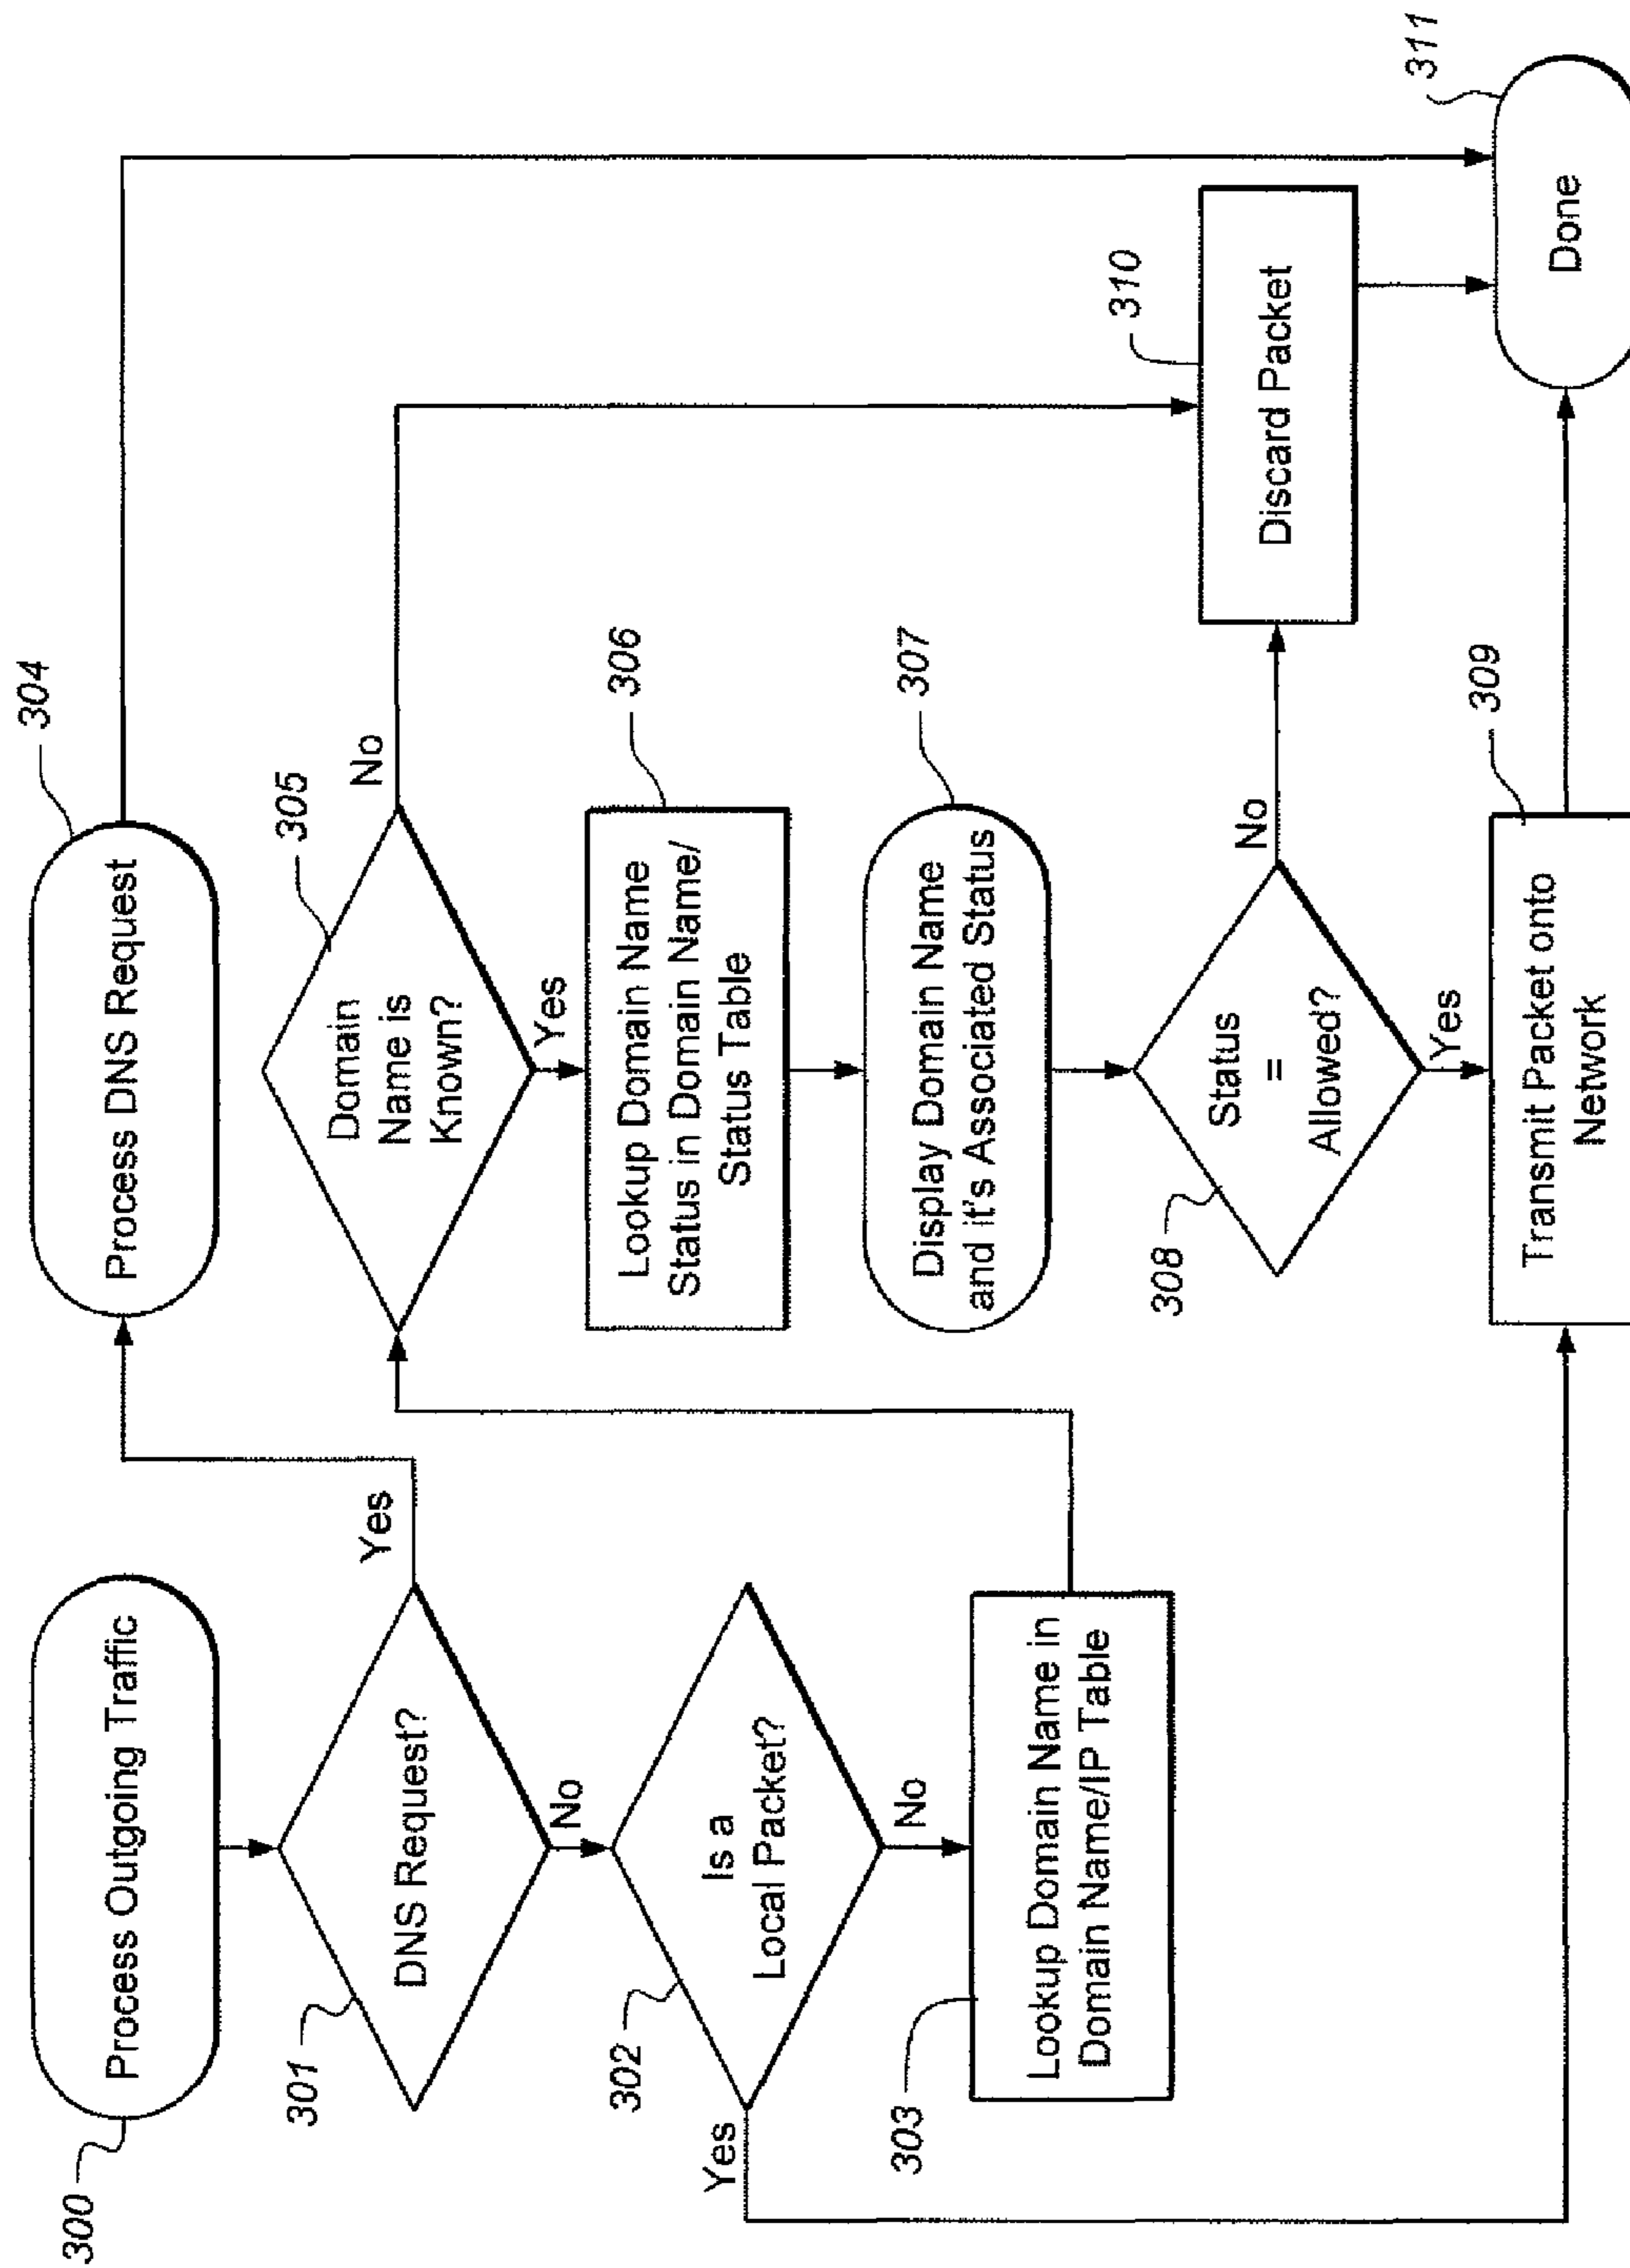 300
Process Outgoing Traffic
301
DNS Request?
Yes
No
302
Is a
Local Packet?
Yes
No
303
Lookup Domain Name in
Domain Name/IP Table
304
Process DNS Request
305
Domain
Name is
Known?
No
Yes
306
Lookup Domain Name
Status in Domain Name/
Status Table
307
Display Domain Name
and it's Associated Status
308
Status
=
Allowed?
No
Yes
309
Transmit Packet onto
Network
310
Discard Packet
311
Done